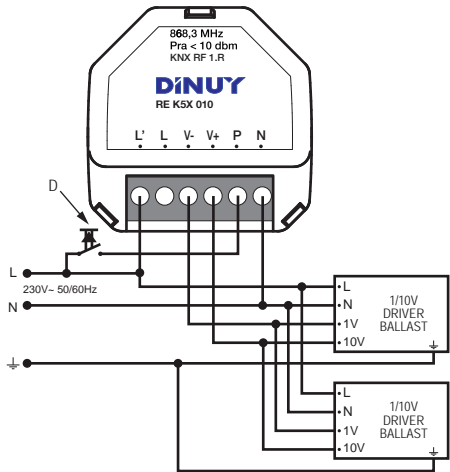 868,3 MHz
Pra < 10 dbm
KNX RF 1.R
DiNUY
RE K5X 010
L' L V- V+ P N
D
L
230V~ 50/60Hz
N
L
N
1V
10V
1/10V
DRIVER
BALLAST
L
N
1V
10V
1/10V
DRIVER
BALLAST